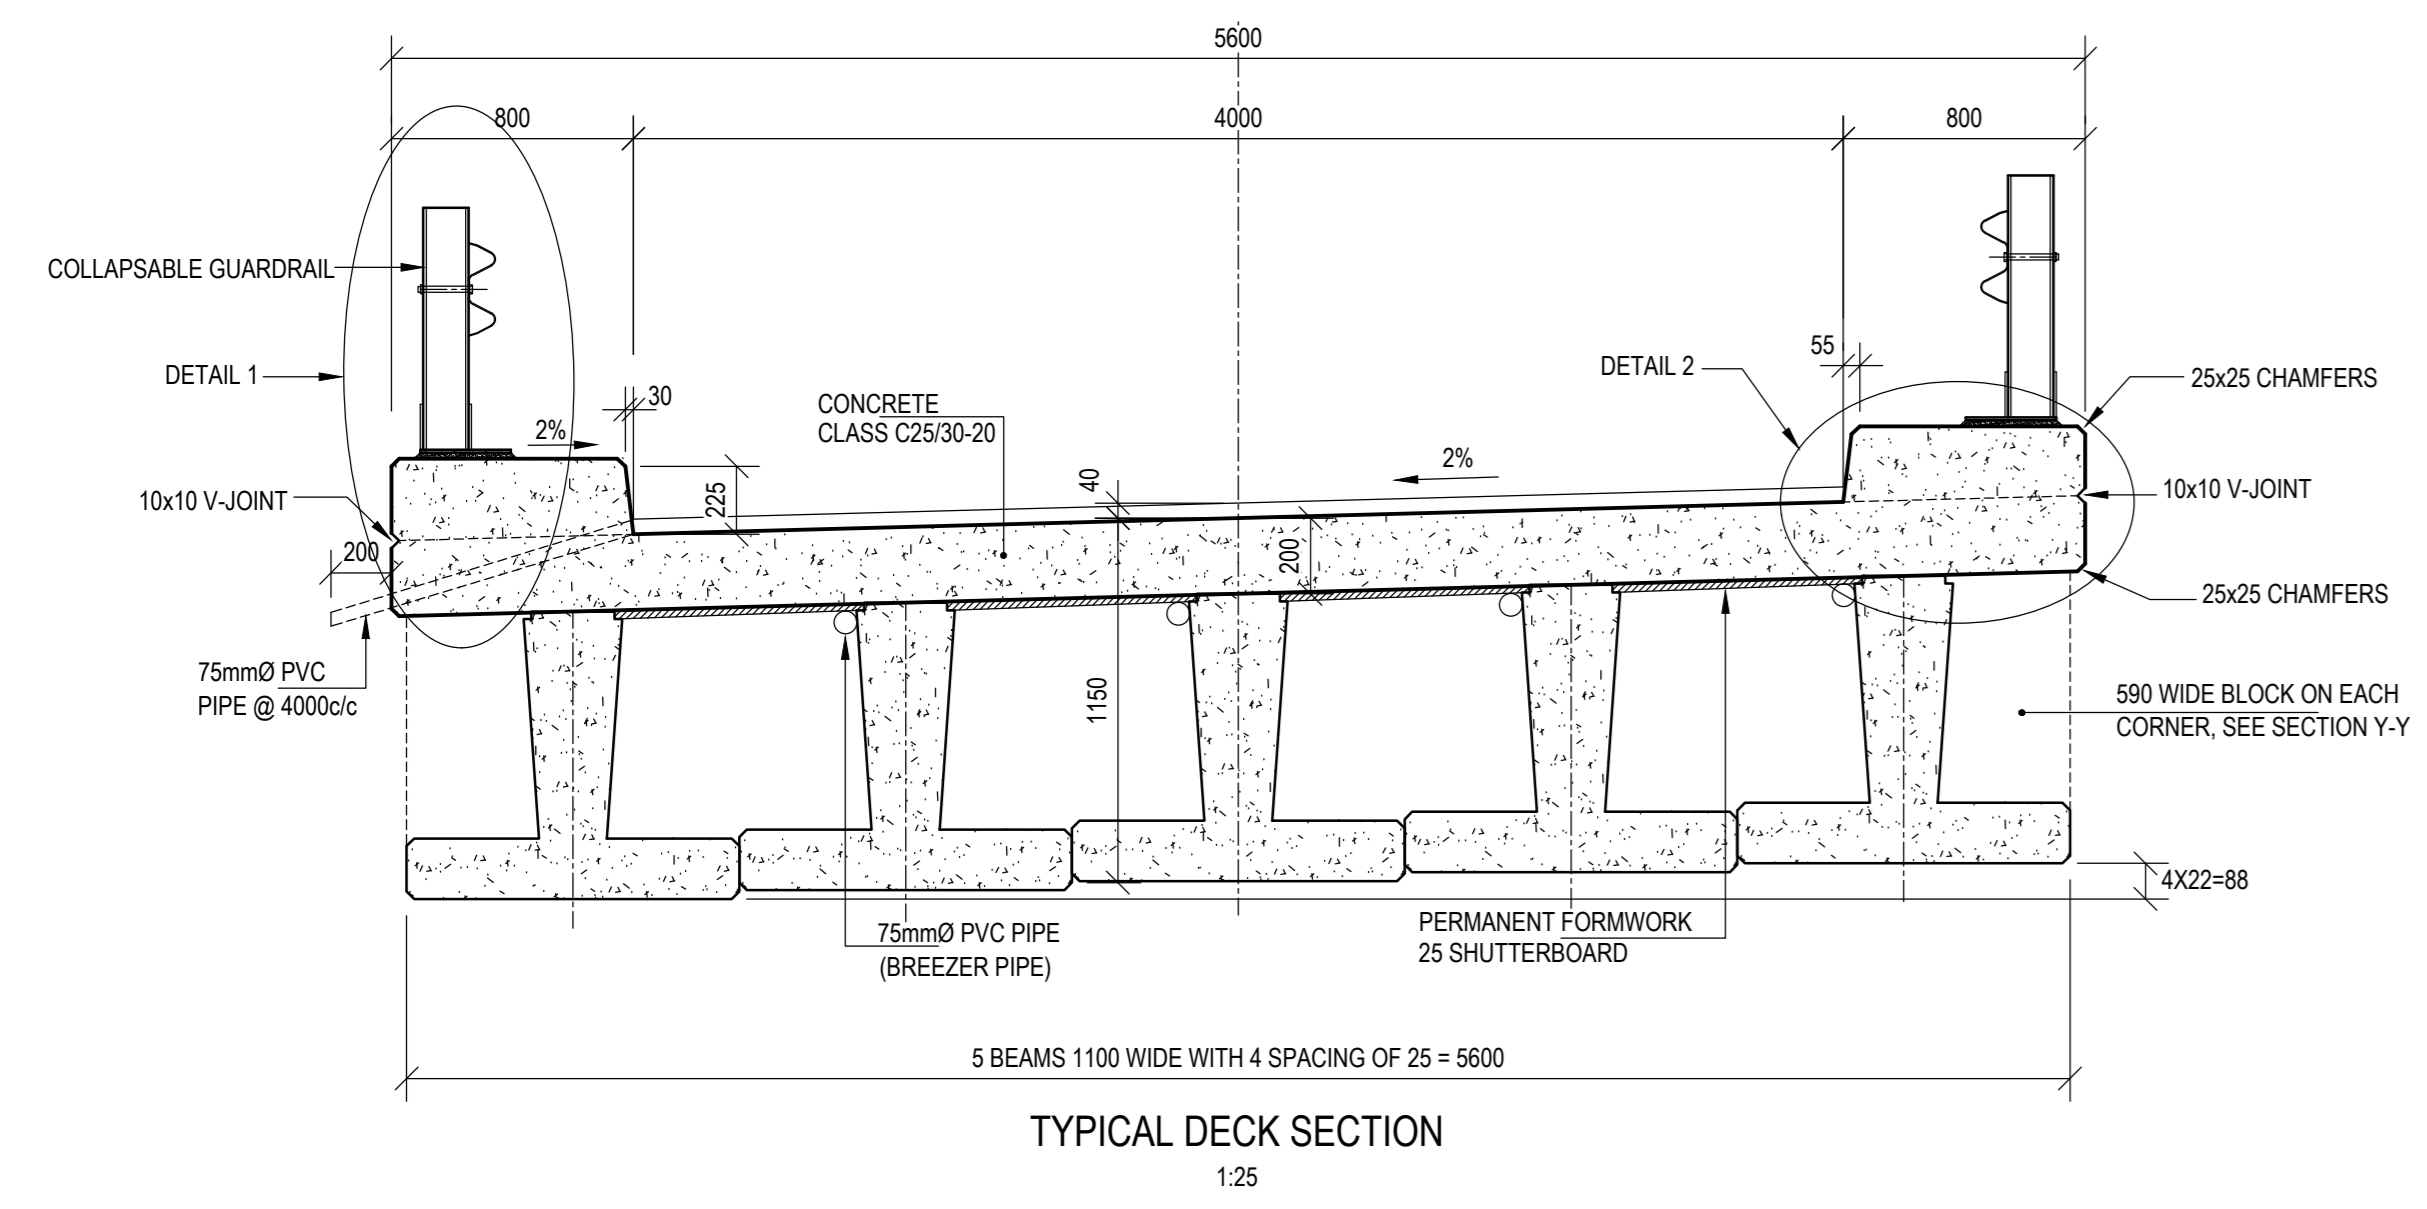 5600
800
4000
800
COLLAPSABLE GUARDRAIL
DETAIL 1
30
2%
CONCRETE
CLASS C25/30-20
DETAIL 2
55
25x25 CHAMFERS
10x10 V-JOINT
225
40
2%
10x10 V-JOINT
200
200
25x25 CHAMFERS
75mmØ PVC
PIPE @ 4000c/c
1150
590 WIDE BLOCK ON EACH
CORNER, SEE SECTION Y-Y
4X22=88
75mmØ PVC PIPE
(BREEZER PIPE)
PERMANENT FORMWORK
25 SHUTTERBOARD
5 BEAMS 1100 WIDE WITH 4 SPACING OF 25 = 5600
TYPICAL DECK SECTION
1:25